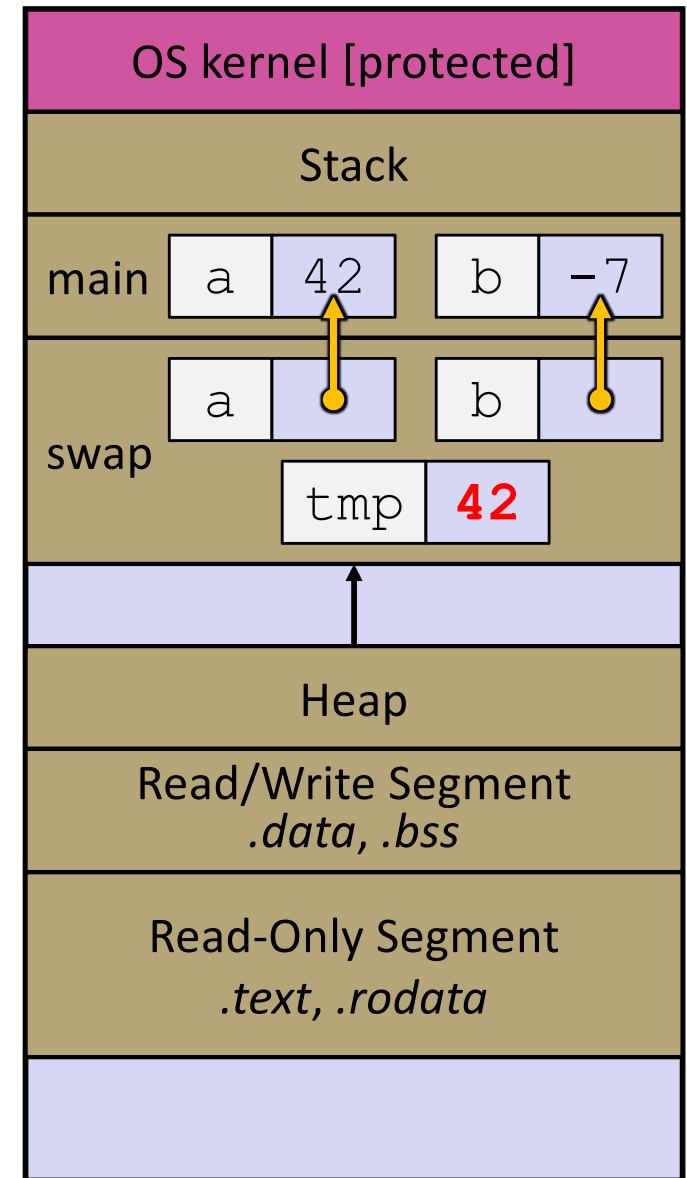 OS kernel [protected]
Stack
main a 42 b -7
swap a b
tmp 42
Heap
Read/Write Segment
.data, .bss
Read-Only Segment
.text, .rodata